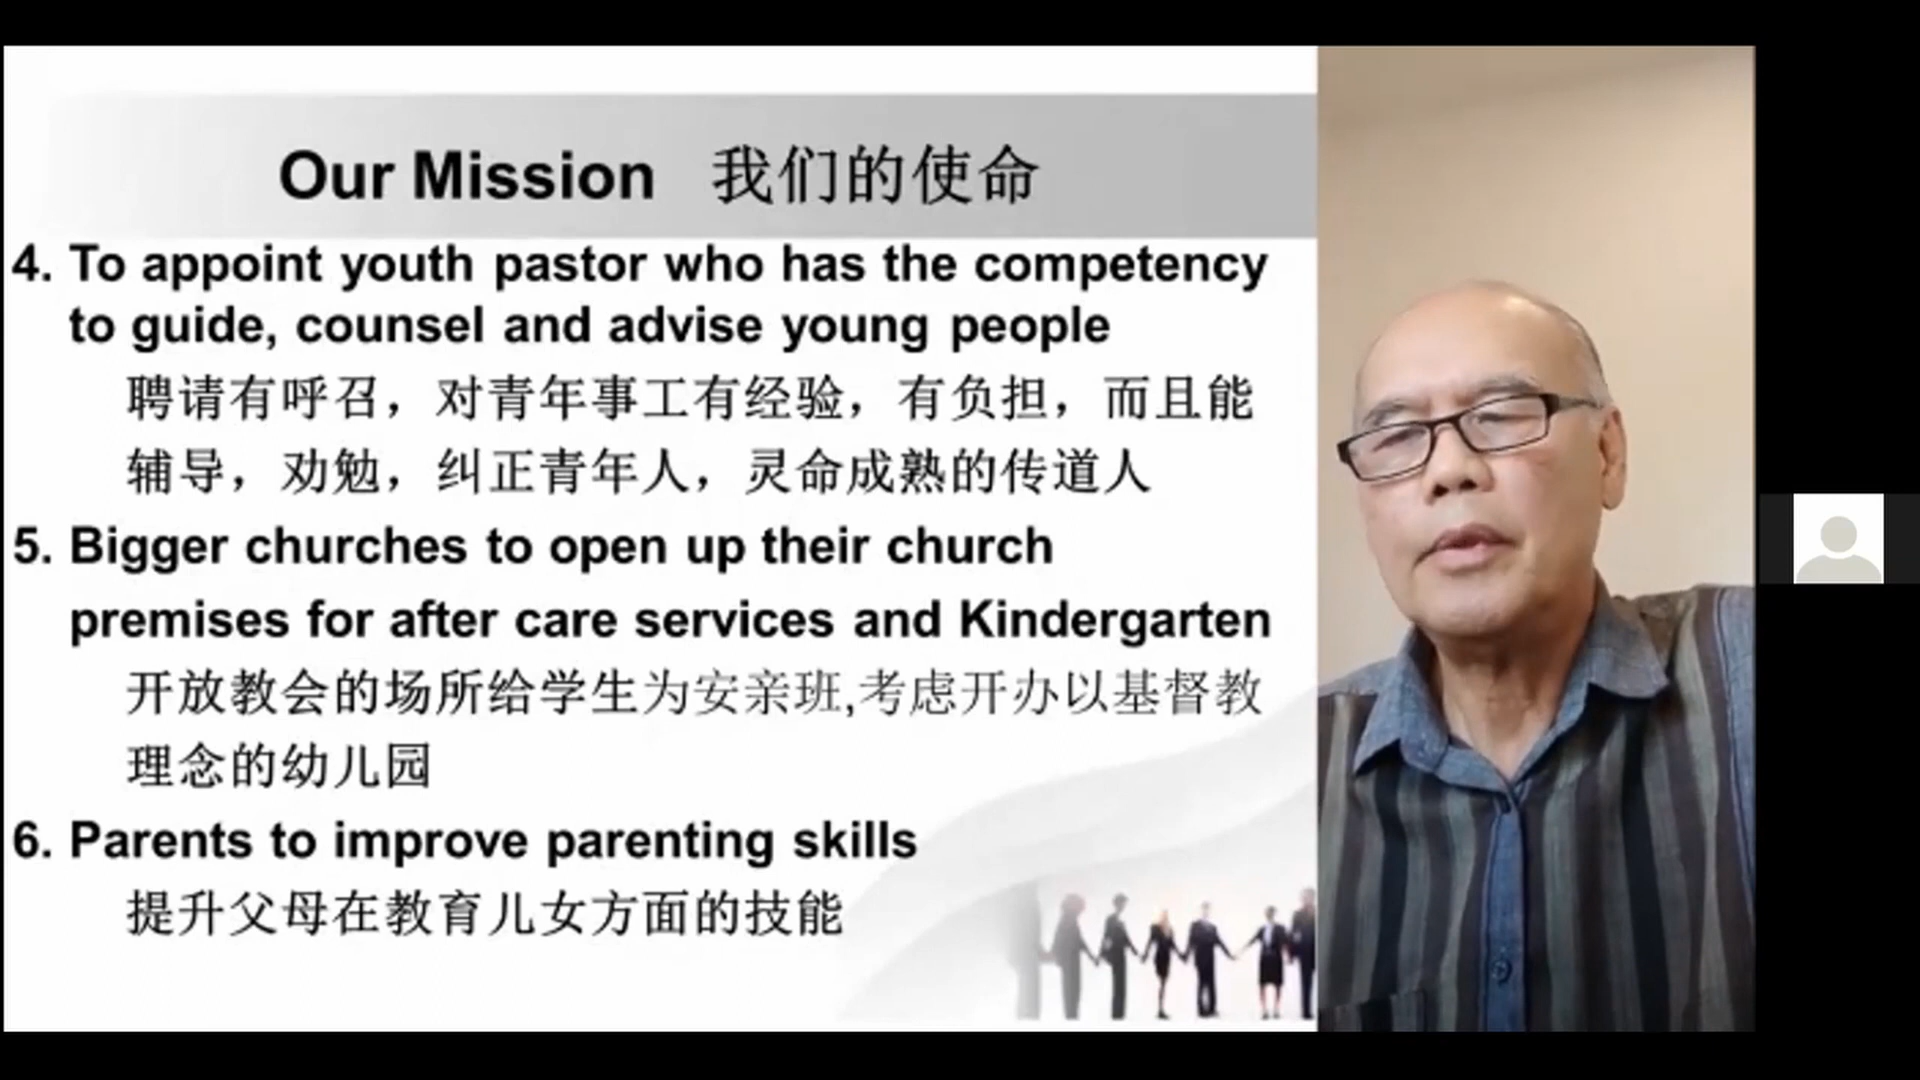 Our Mission 我们的使命
4. To appoint youth pastor who has the competency
to guide, counsel and advise young people
聘请有呼召，对青年事工有经验，有负担，而且能
辅导，劝勉，纠正青年人，灵命成熟的传道人
5. Bigger churches to open up their church
premises for after care services and Kindergarten
开放教会的场所给学生为安亲班,考虑开办以基督教
理念的幼儿园
6. Parents to improve parenting skills
提升父母在教育儿女方面的技能